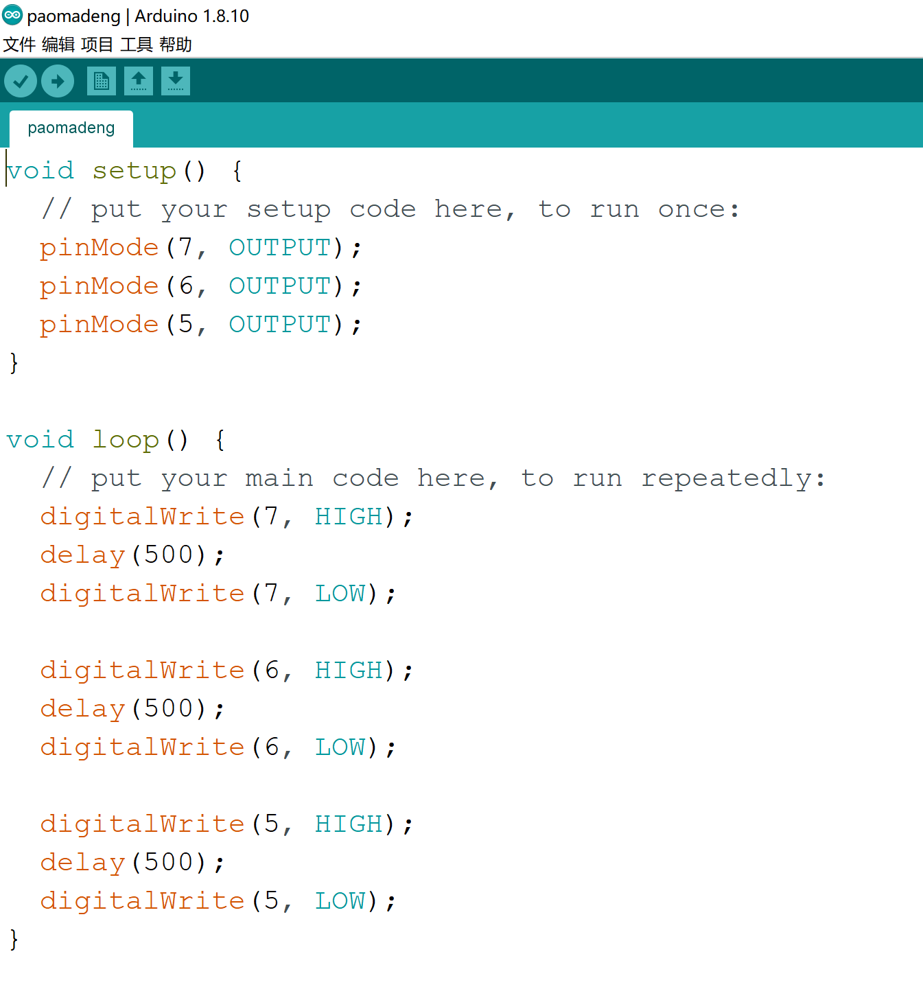 paomadeng | Arduino 1.8.10
文件 编辑 项目 工具 帮助
paomadeng
void setup() {
  // put your setup code here, to run once:
  pinMode(7, OUTPUT);
  pinMode(6, OUTPUT);
  pinMode(5, OUTPUT);
}

void loop() {
  // put your main code here, to run repeatedly:
  digitalWrite(7, HIGH);
  delay(500);
  digitalWrite(7, LOW);

  digitalWrite(6, HIGH);
  delay(500);
  digitalWrite(6, LOW);

  digitalWrite(5, HIGH);
  delay(500);
  digitalWrite(5, LOW);
}